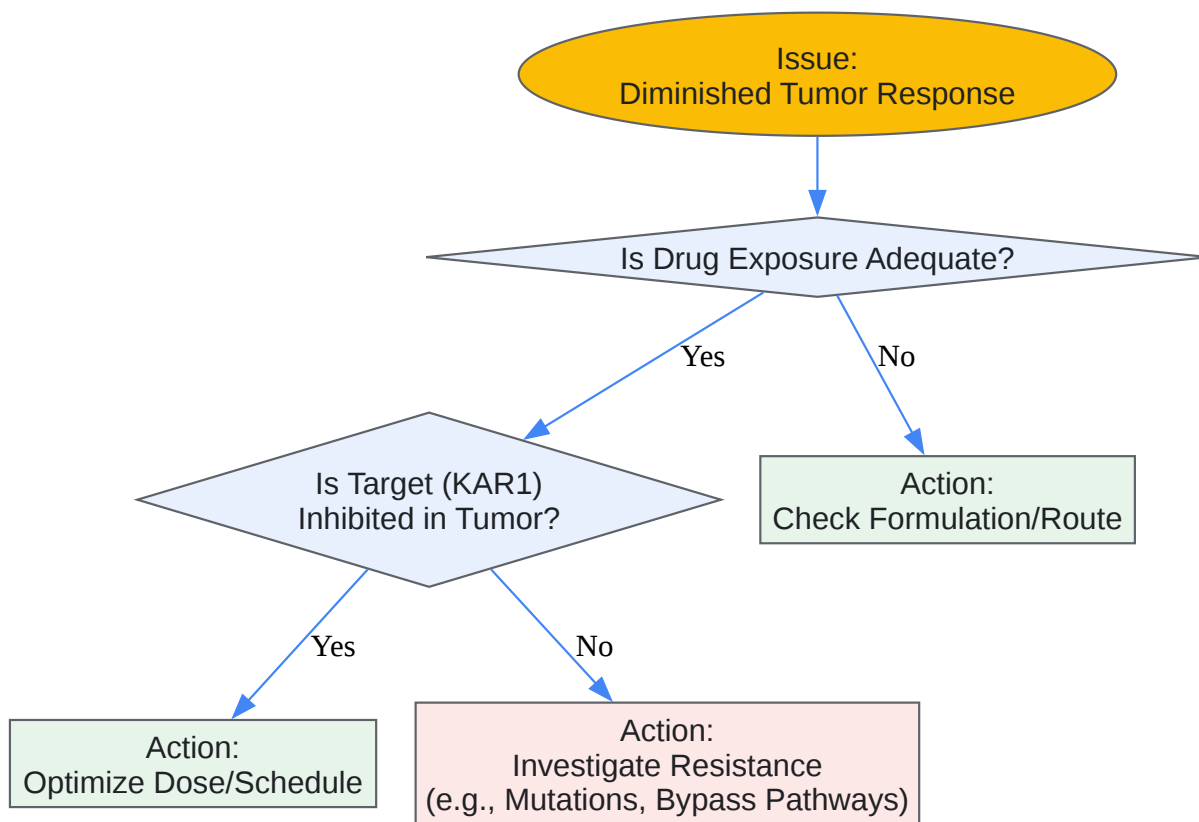 Issue:
Diminished Tumor Response
Is Drug Exposure Adequate?
Yes
No
Is Target (KAR1)
Inhibited in Tumor?
Action:
Check Formulation/Route
Yes
No
Action:
Optimize Dose/Schedule
Action:
Investigate Resistance
(e.g., Mutations, Bypass Pathways)